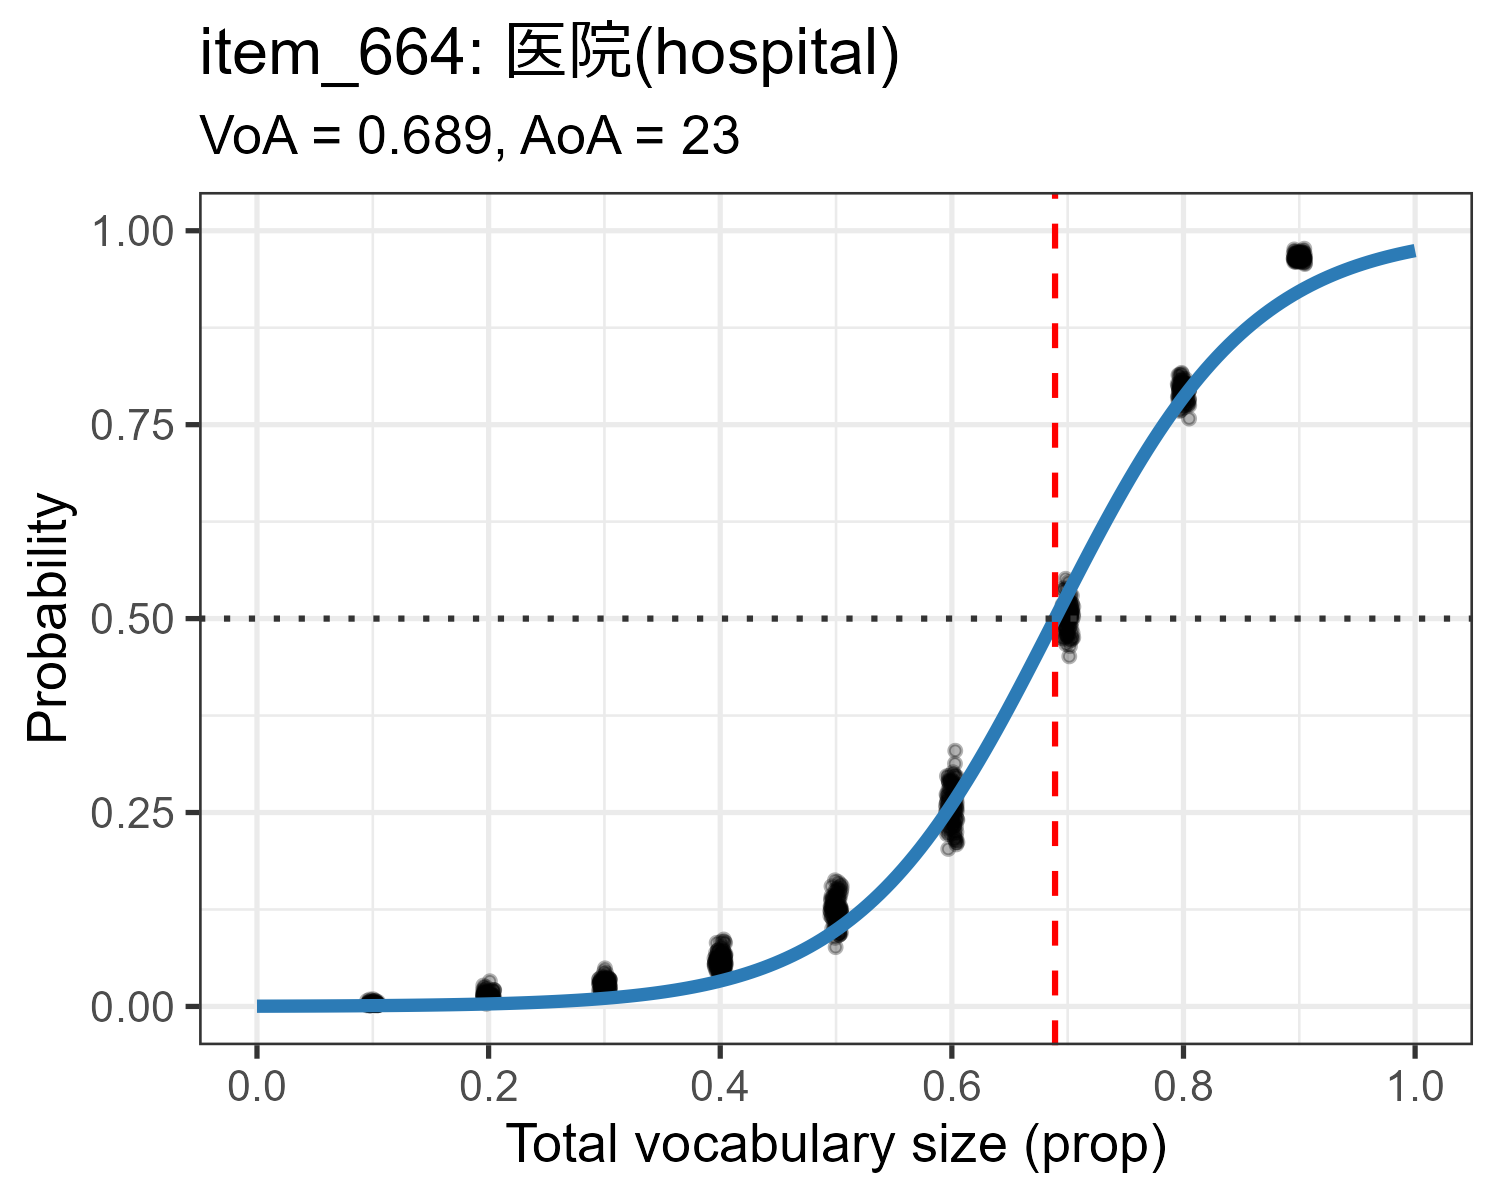 item_664: 医院(hospital)
VoA = 0.689, AoA = 23
Probability
1.00
0.75
0.50
0.25
0.00
0.0 0.2 0.4 0.6 0.8 1.0
Total vocabulary size (prop)